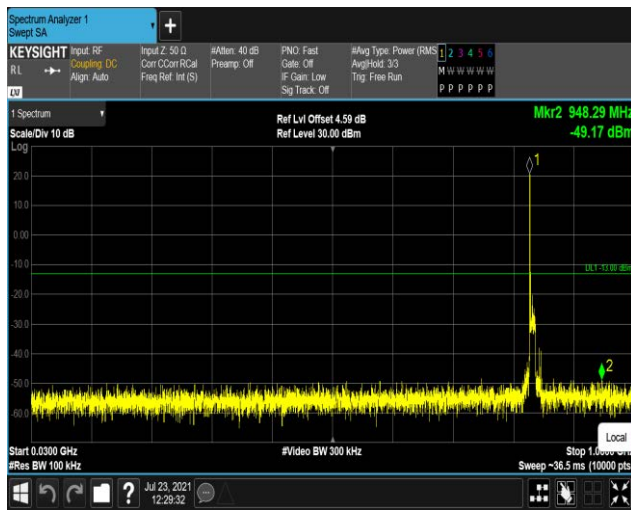 Spectrum Analyzer 1
Swept SA
KEYSIGHT
RL
Input: RF
Coupling: DC
Align: Auto
Input Z: 50 Ω
Corr CCorr RCal
Freq Ref: Int (S)
#Atten: 40 dB
Preamp: Off
PNO: Fast
Gate: Off
IF Gain: Low
Sig Track: Off
#Avg Type: Power (RMS
Avg|Hold: 3/3
Trig: Free Run
1 2 3 4 5 6
M W W W W W
P P P P P P
1 Spectrum
Scale/Div 10 dB
Log
Ref Lvl Offset 4.59 dB
Ref Level 30.00 dBm
Mkr2 948.29 MHz
-49.17 dBm
20.0
10.0
0.00
-10.0
-20.0
-30.0
-40.0
-50.0
-60.0
1
DL1 -13.00 dBm
2
Local
Start 0.0300 GHz
#Res BW 100 kHz
#Video BW 300 kHz
Stop 1.0000 GHz
Sweep ~36.5 ms (10000 pts
?
Jul 23, 2021
12:29:32